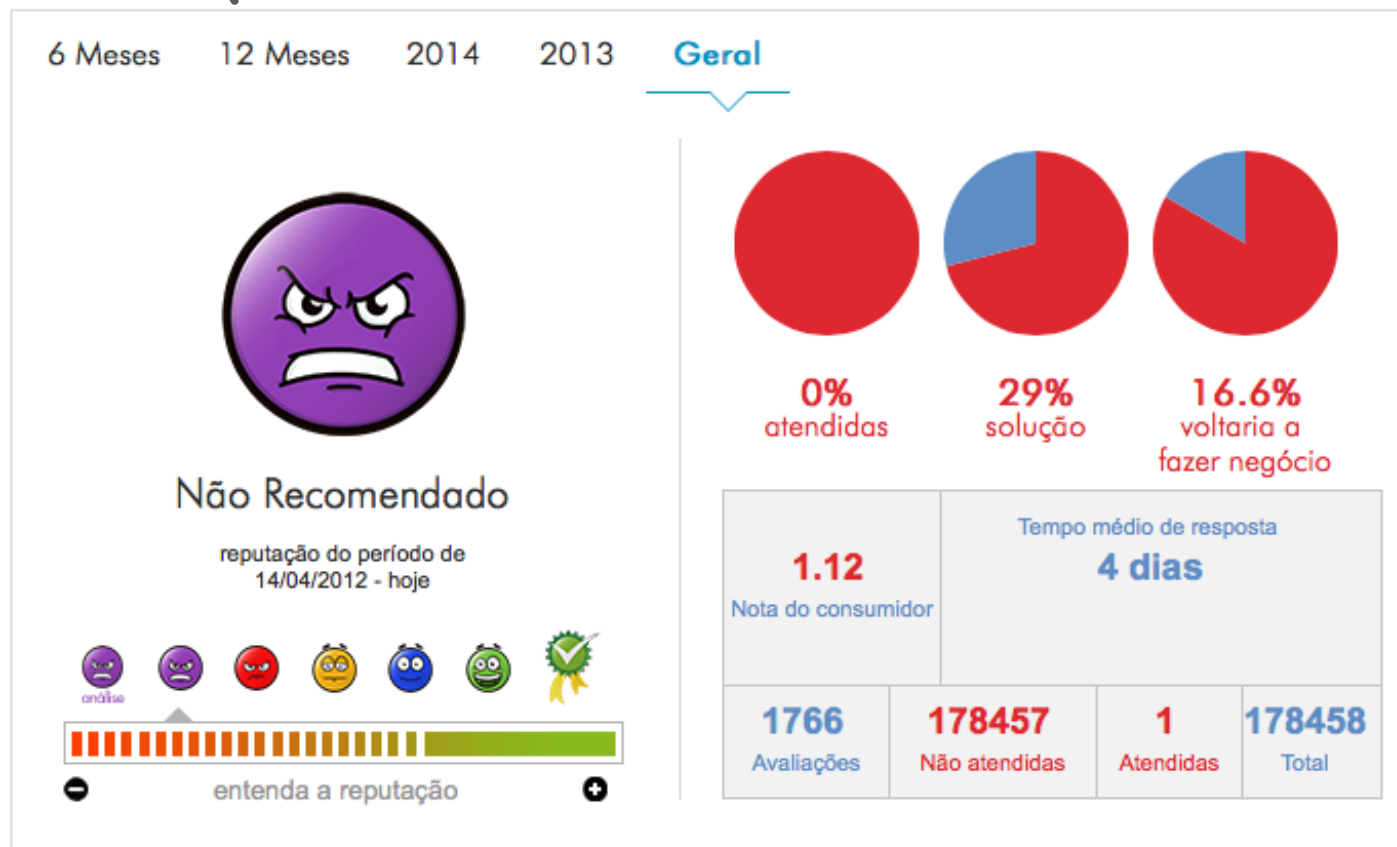 6 Meses 12 Meses 2014 2013 Geral
Não Recomendado
reputação do período de
14/04/2012 - hoje
análise
entenda a reputação
0%
atendidas
29%
solução
16.6%
voltaria a
fazer negócio
1.12
Nota do consumidor
Tempo médio de resposta
4 dias
1766
Avaliações
178457
Não atendidas
1
Atendidas
178458
Total